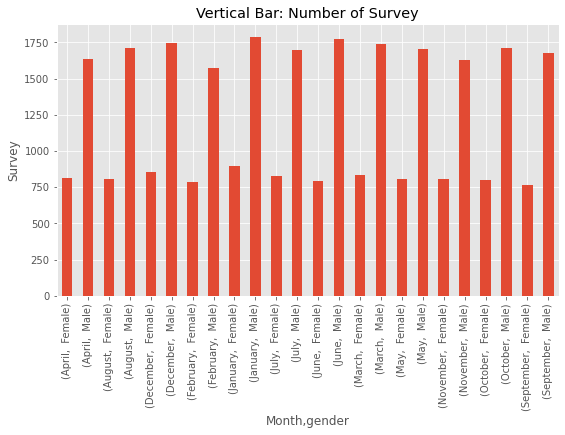 Vertical Bar: Number of Survey
Survey
1750
1500
1250
1000
750
500
250
0
(April,  Female)
(April,  Male)
(August,  Female)
(August,  Male)
(December,  Female)
(December,  Male)
(February,  Female)
(February,  Male)
(January,  Female)
(January,  Male)
(July,  Female)
(July,  Male)
(June,  Female)
(June,  Male)
(March,  Female)
(March,  Male)
(May,  Female)
(May,  Male)
(November,  Female)
(November,  Male)
(October,  Female)
(October,  Male)
(September,  Female)
(September,  Male)
Month,gender